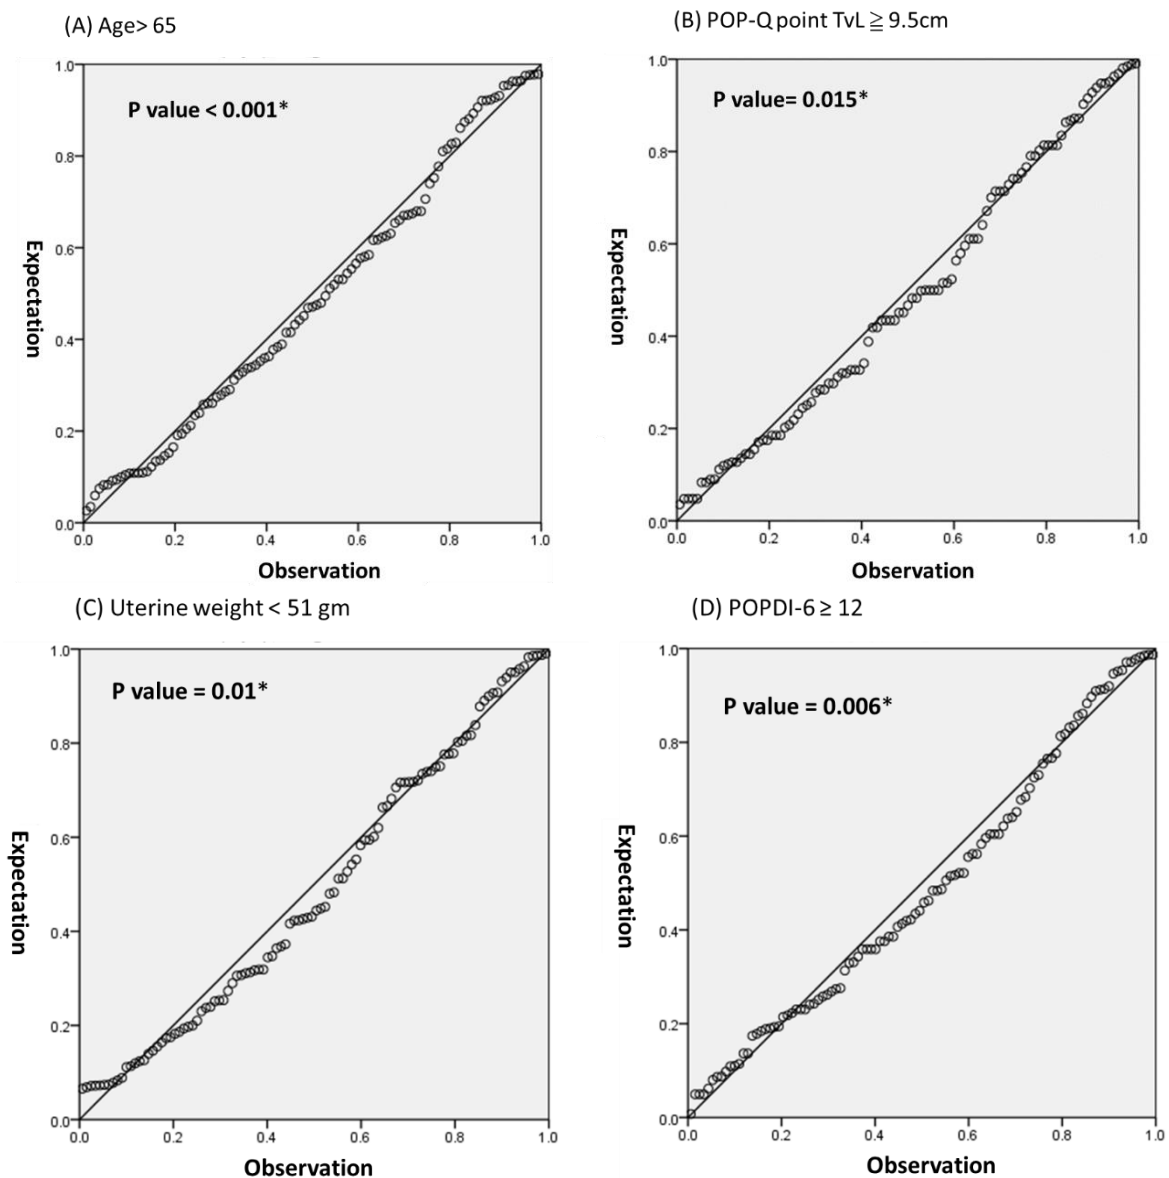 (A) Age> 65
P value < 0.001*
Expectation
1.0
0.8
0.6
0.4
0.2
0.0
0.0 0.2 0.4 0.6 0.8 1.0
Observation
(B) POP-Q point TvL ≧ 9.5cm
P value= 0.015*
Expectation
1.0
0.8
0.6
0.4
0.2
0.0
0.0 0.2 0.4 0.6 0.8 1.0
Observation
(C) Uterine weight < 51 gm
P value = 0.01*
Expectation
1.0
0.8
0.6
0.4
0.2
0.0
0.0 0.2 0.4 0.6 0.8 1.0
Observation
(D) POPDI-6 ≥ 12
P value = 0.006*
Expectation
1.0
0.8
0.6
0.4
0.2
0.0
0.0 0.2 0.4 0.6 0.8 1.0
Observation